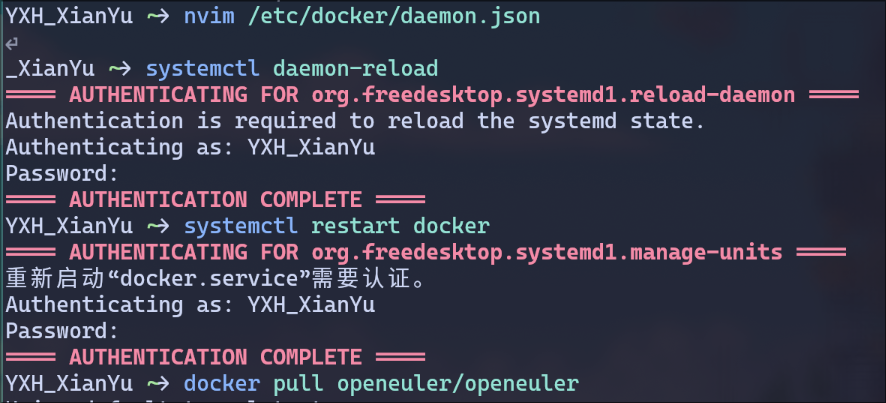 YXH_XianYu ~> nvim /etc/docker/daemon.json
⏎
_XianYu ~> systemctl daemon-reload
==== AUTHENTICATING FOR org.freedesktop.systemd1.reload-daemon ====
Authentication is required to reload the systemd state.
Authenticating as: YXH_XianYu
Password:
==== AUTHENTICATION COMPLETE ====
YXH_XianYu ~> systemctl restart docker
==== AUTHENTICATING FOR org.freedesktop.systemd1.manage-units ====
重新启动“docker.service”需要认证。
Authenticating as: YXH_XianYu
Password:
==== AUTHENTICATION COMPLETE ====
YXH_XianYu ~> docker pull openeuler/openeuler